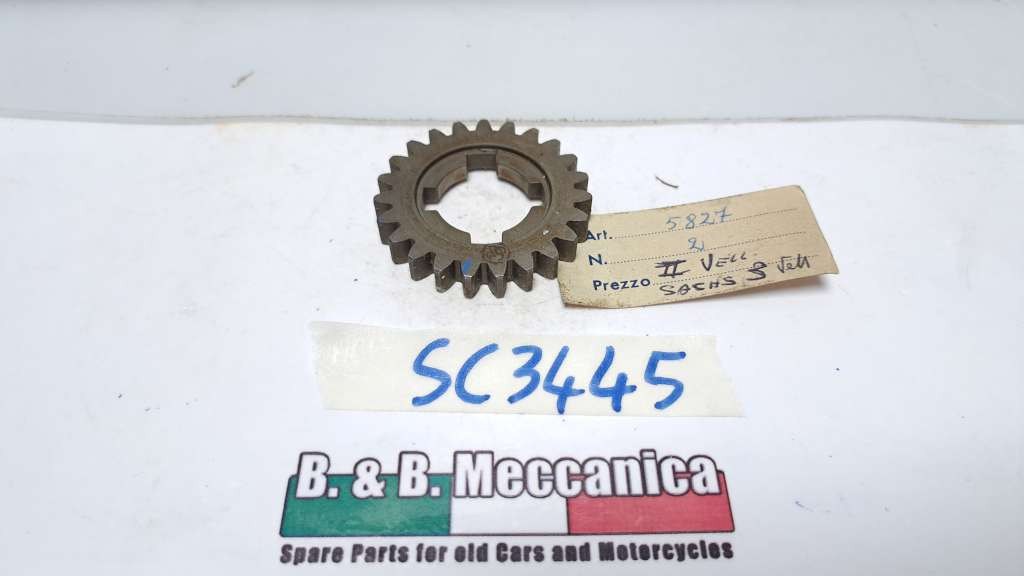 Art. 5827
N. 2
Prezzo II VELL
SACHS 3 Vell
SC3445
B. & B. Meccanica
Spare Parts for old Cars and Motorcycles